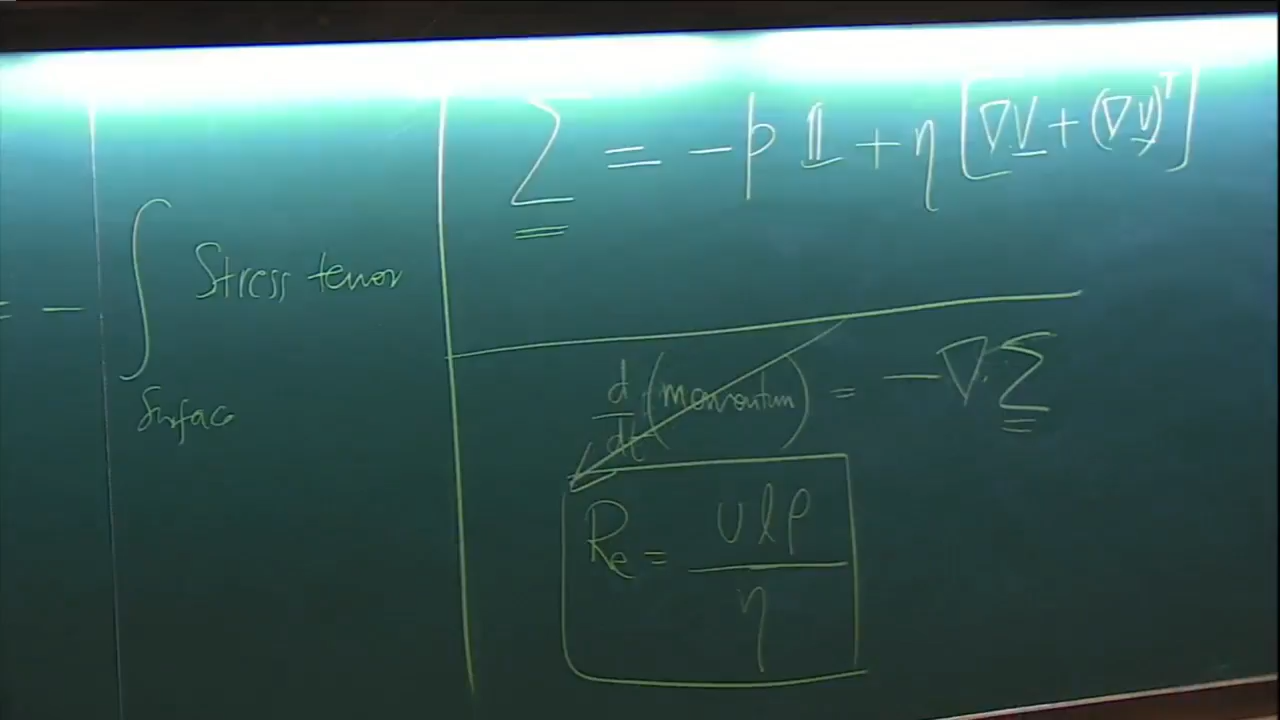 = − ∫ Stress tensor
Surface
Σ = −p 𝟙 + η [∇v + (∇v)ᵀ]
d/dt (momentum) = −∇·Σ
Re = Ulρ / η